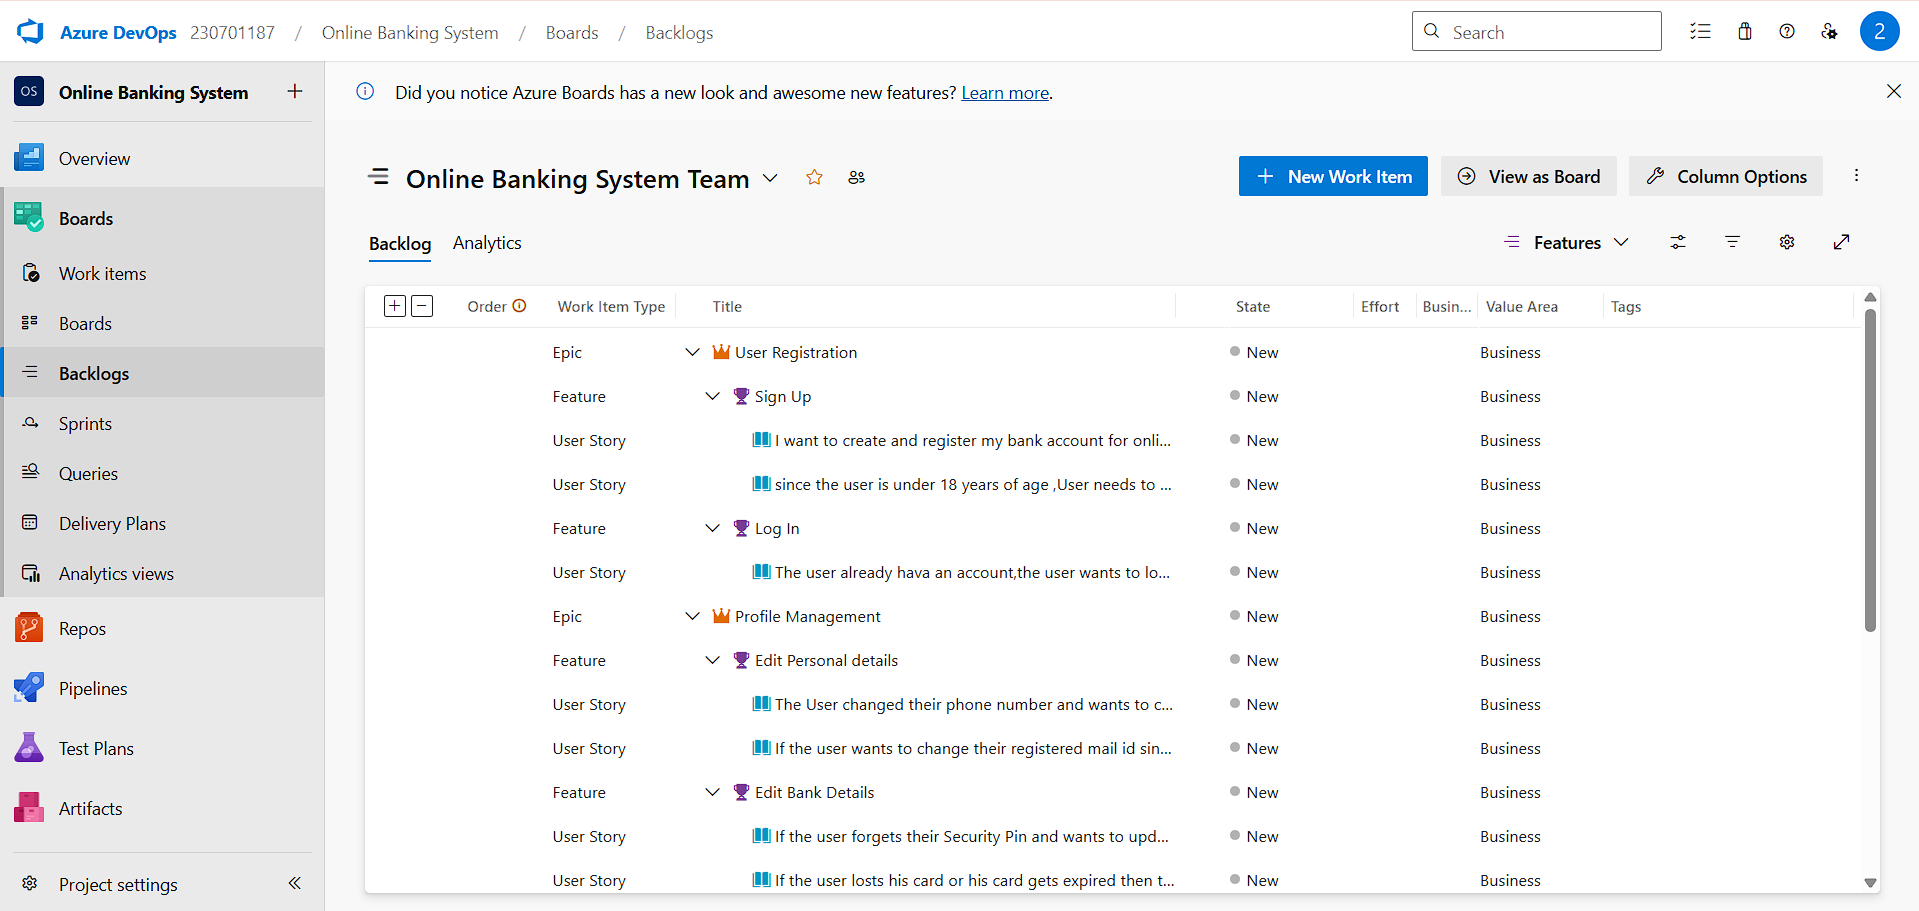 Azure DevOps 230701187 / Online Banking System / Boards / Backlogs
Search
2
OS Online Banking System
Did you notice Azure Boards has a new look and awesome new features? Learn more.
Overview
Boards
Work items
Boards
Backlogs
Sprints
Queries
Delivery Plans
Analytics views
Repos
Pipelines
Test Plans
Artifacts
Project settings
Online Banking System Team
New Work Item
View as Board
Column Options
Backlog Analytics
Features
Order Work Item Type Title State Effort Busin... Value Area Tags
Epic User Registration New Business
Feature Sign Up New Business
User Story I want to create and register my bank account for onli... New Business
User Story since the user is under 18 years of age ,User needs to ... New Business
Feature Log In New Business
User Story The user already hava an account,the user wants to lo... New Business
Epic Profile Management New Business
Feature Edit Personal details New Business
User Story The User changed their phone number and wants to c... New Business
User Story If the user wants to change their registered mail id sin... New Business
Feature Edit Bank Details New Business
User Story If the user forgets their Security Pin and wants to upd... New Business
User Story If the user losts his card or his card gets expired then t... New Business